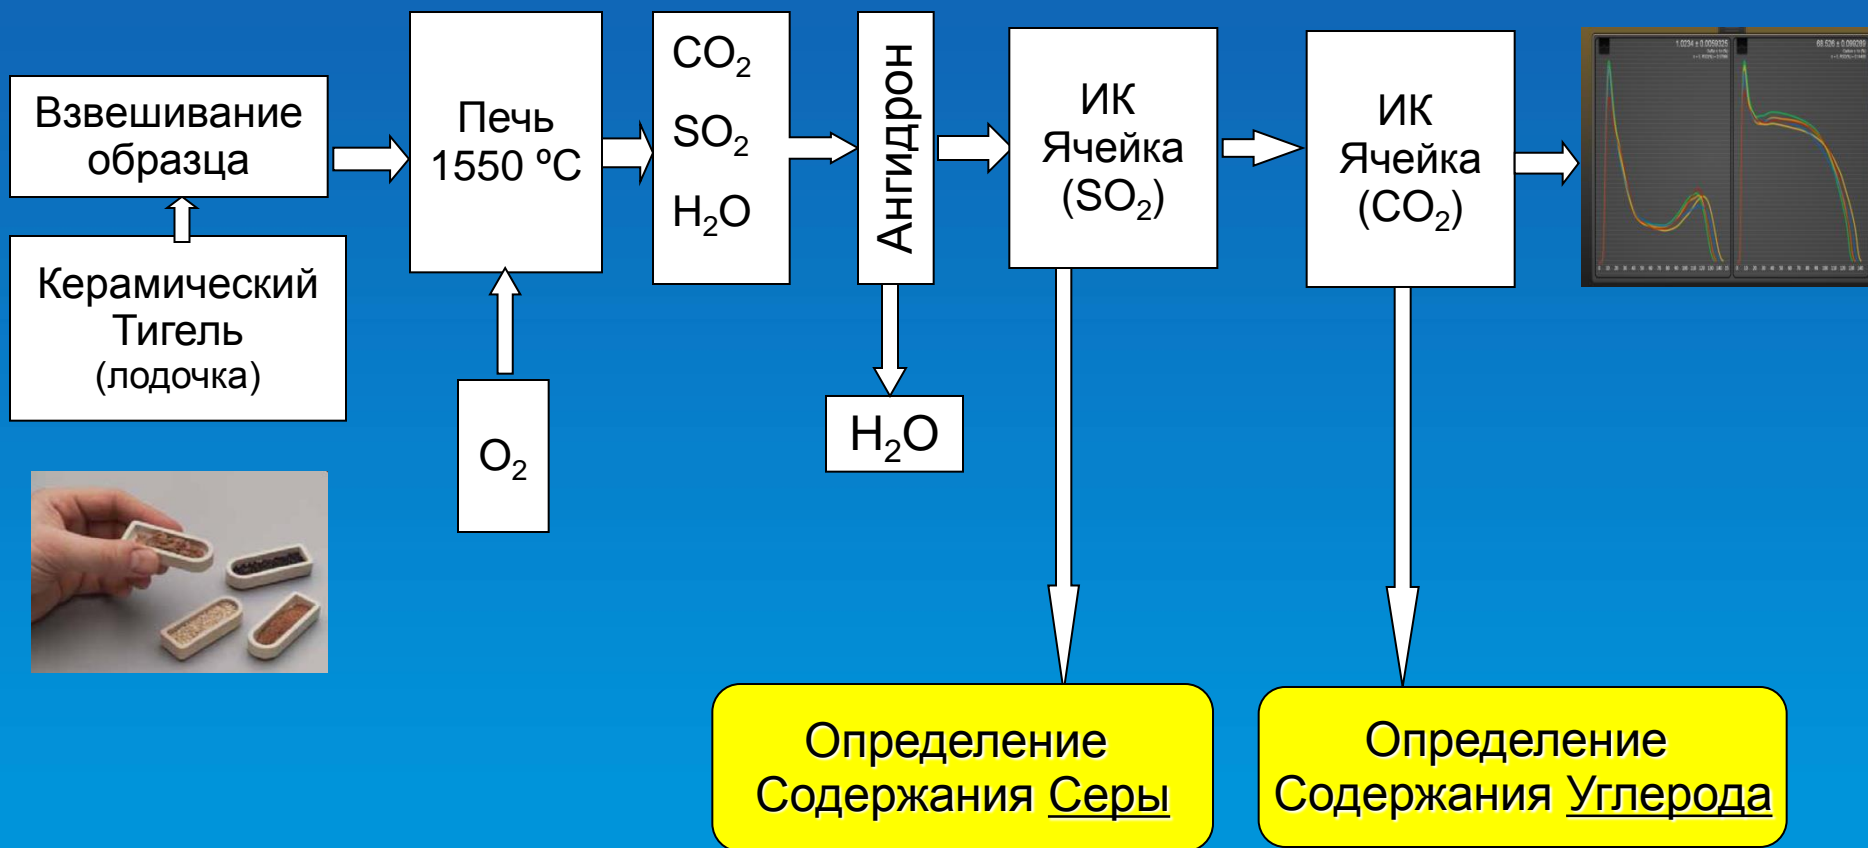 Взвешивание
образца
Керамический
Тигель
(лодочка)
Печь
1550 ºC
O₂
CO₂
SO₂
H₂O
Ангидрон
H₂O
ИК
Ячейка
(SO₂)
ИК
Ячейка
(CO₂)
Определение
Содержания Серы
Определение
Содержания Углерода